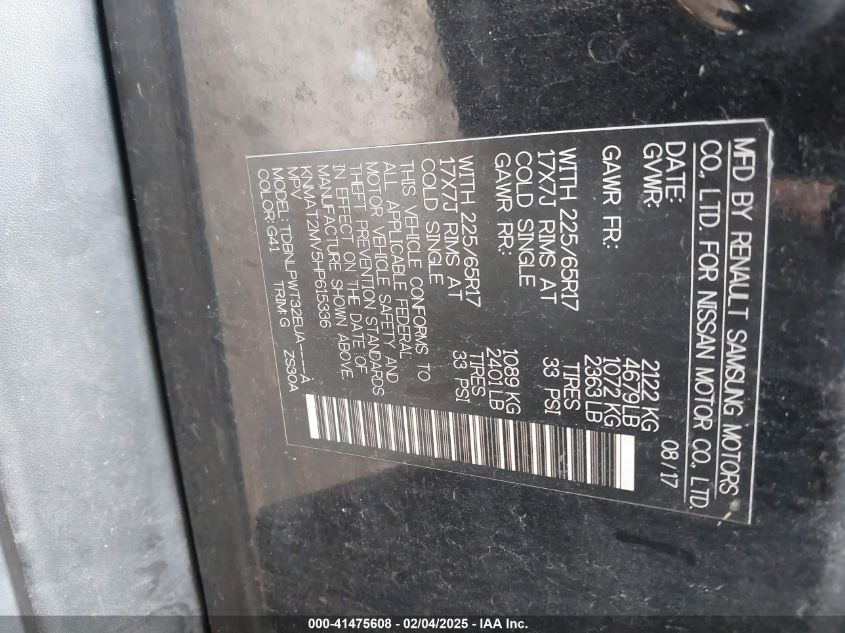 MFD BY RENAULT SAMSUNG MOTORS
CO., LTD. FOR NISSAN MOTOR CO., LTD.
DATE: 08/17
GVWR: 2122 KG
4679 LB
GAWR FR: 1072 KG
2363 LB
WITH 225/65R17 TIRES
17X7J RIMS AT 33 PSI
COLD SINGLE
GAWR RR: 1089 KG
2401 LB
WITH 225/65R17 TIRES
17X7J RIMS AT 33 PSI
COLD SINGLE
THIS VEHICLE CONFORMS TO
ALL APPLICABLE FEDERAL
MOTOR VEHICLE SAFETY AND
THEFT PREVENTION STANDARDS
IN EFFECT ON THE DATE OF
MANUFACTURE SHOWN ABOVE.
KNMAT2MV5HP615336
MPV
MODEL: TDBNLPWT32EUA----A
COLOR: G41 TRIM: G ZS30A
000-41475608 - 02/04/2025 - IAA Inc.